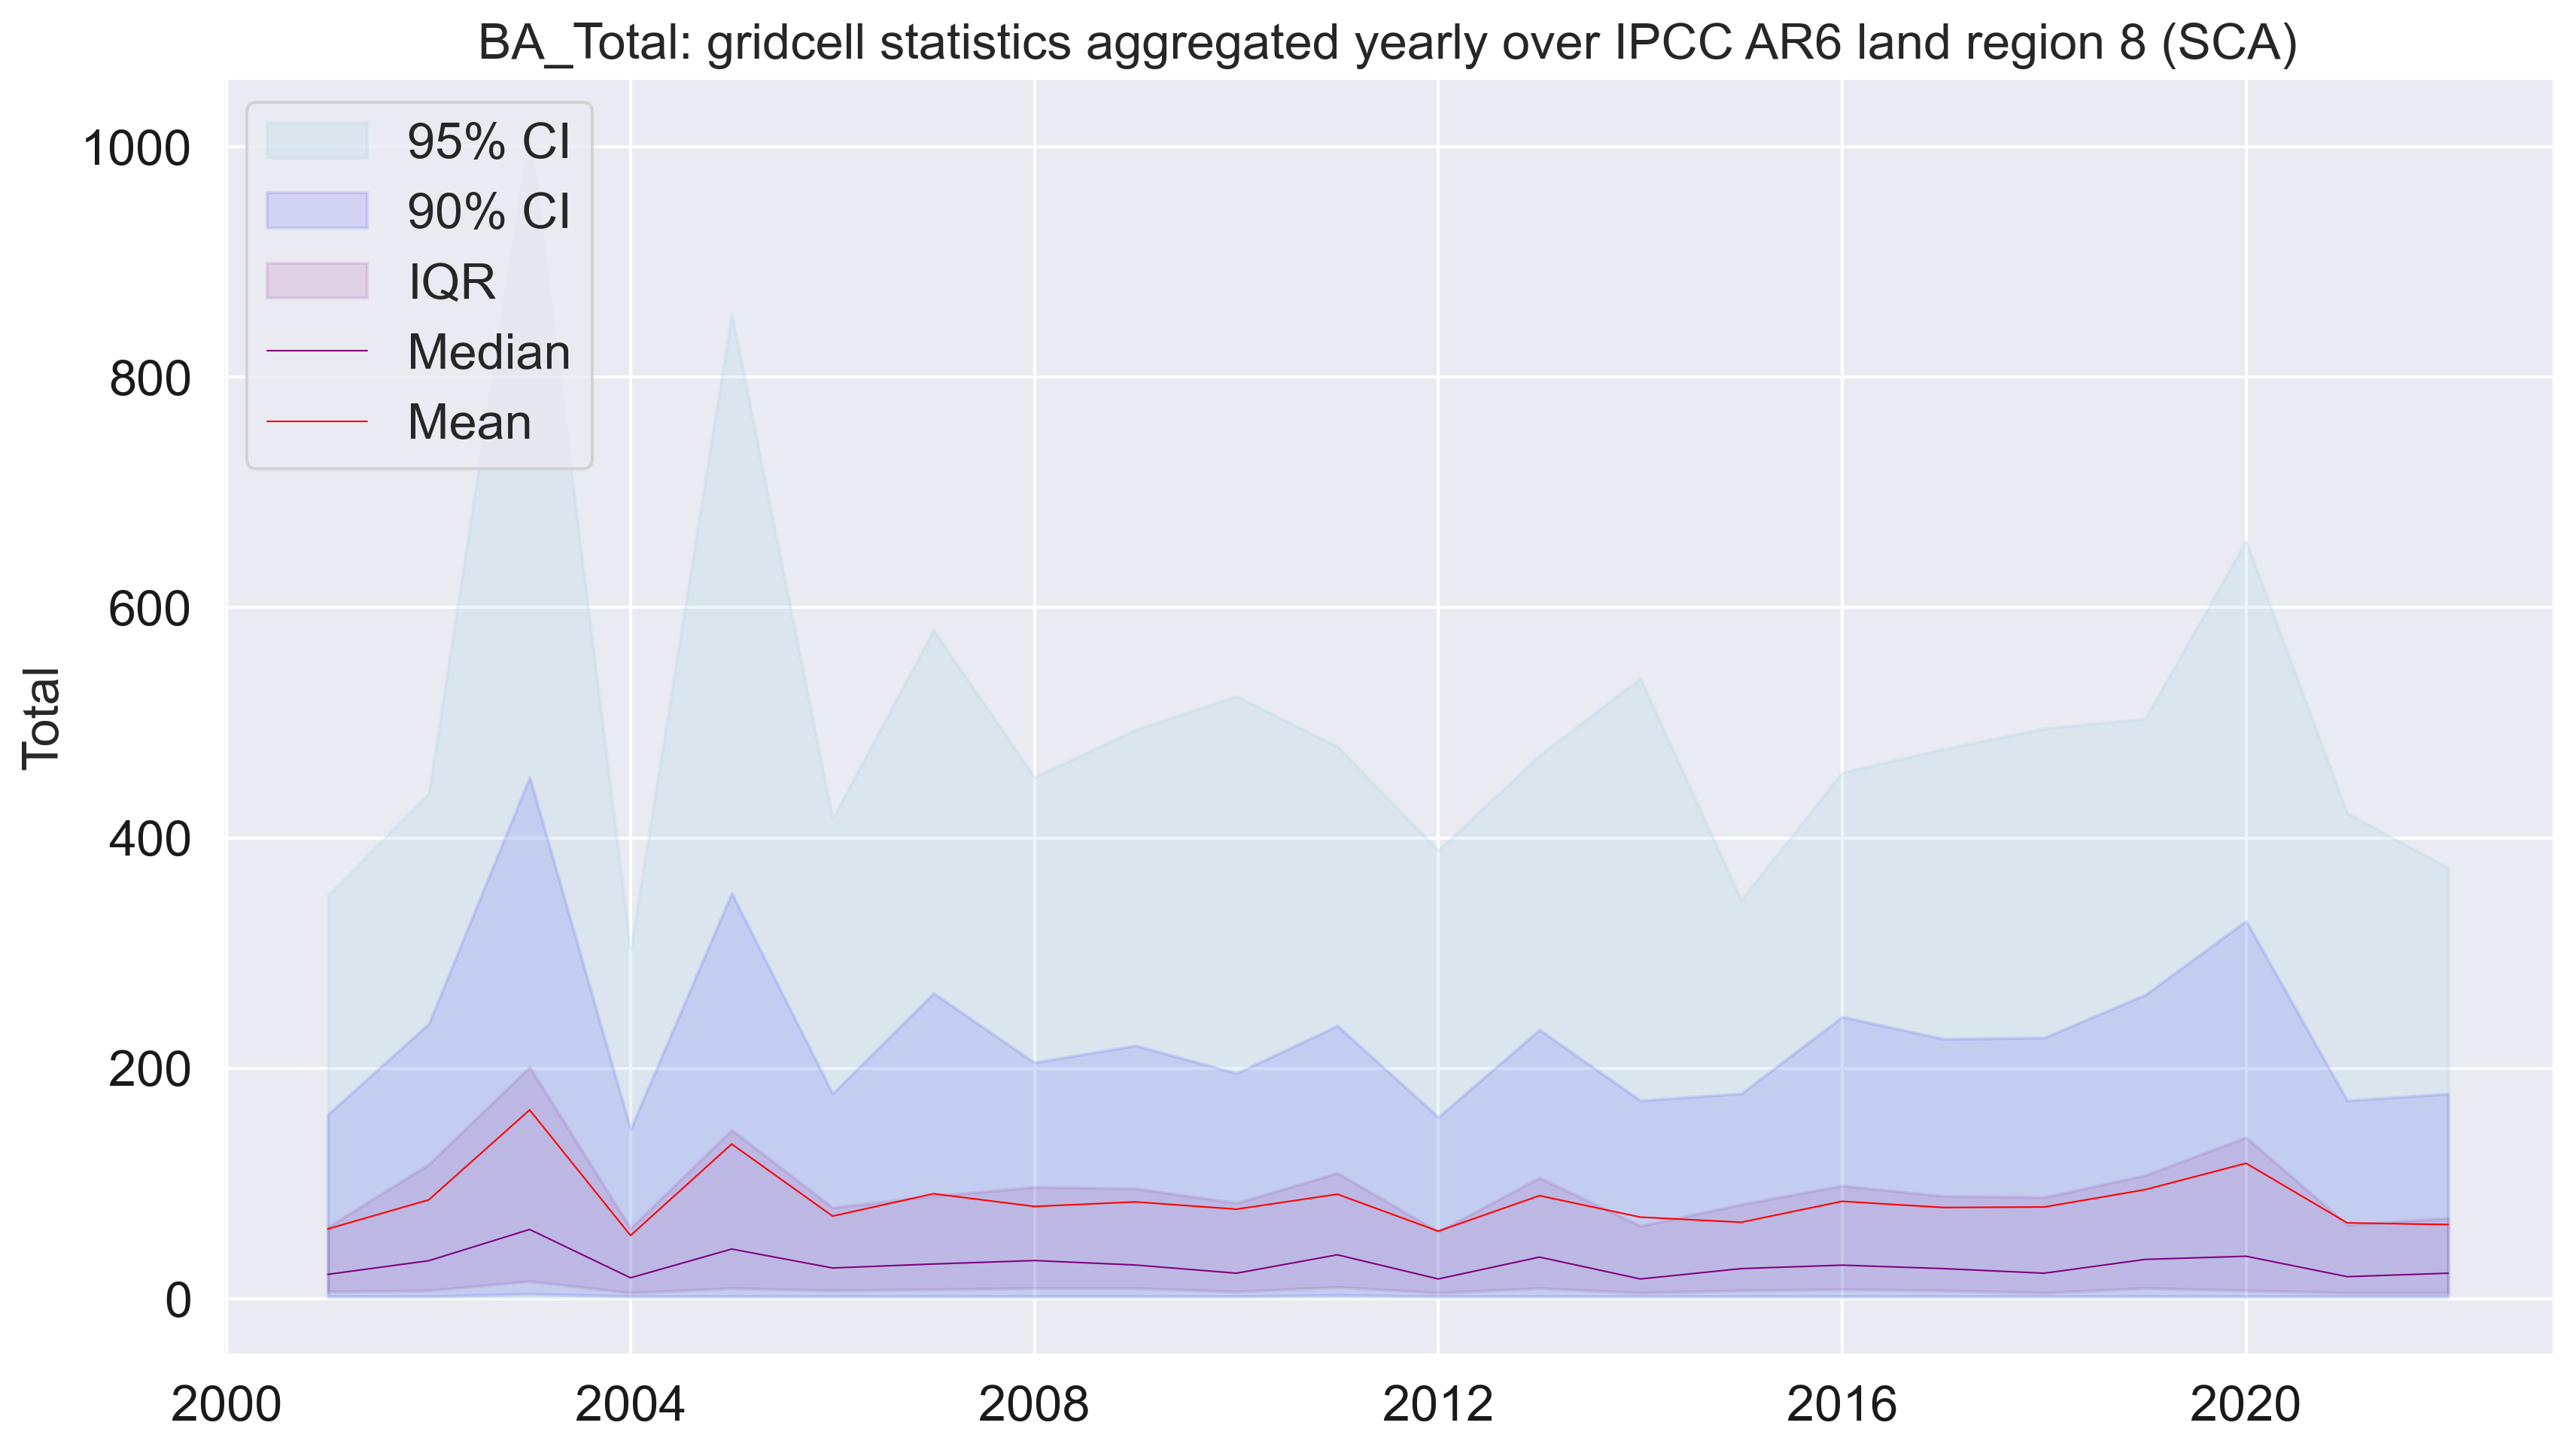 BA_Total: gridcell statistics aggregated yearly over IPCC AR6 land region 8 (SCA)
95% CI
90% CI
IQR
Median
Mean
Total
1000
800
600
400
200
0
2000 2004 2008 2012 2016 2020